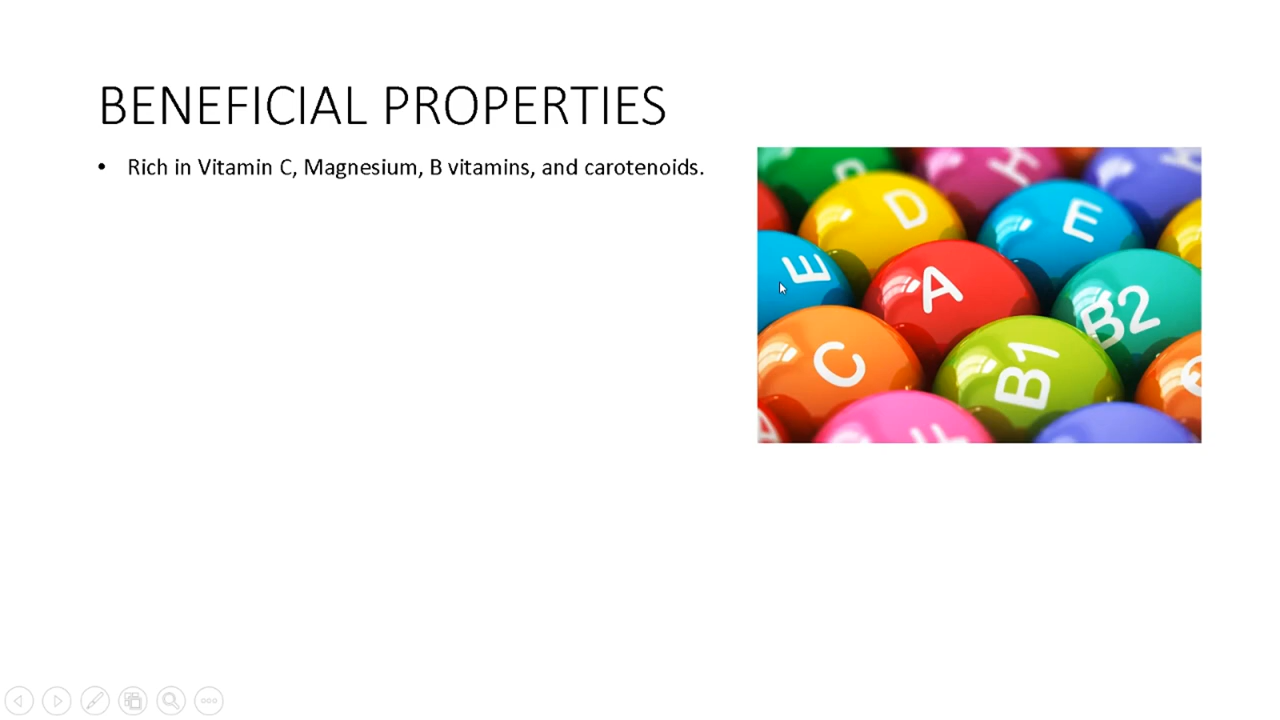 BENEFICIAL PROPERTIES
• Rich in Vitamin C, Magnesium, B vitamins, and carotenoids.
H
D
E
E
A
B2
C
B1